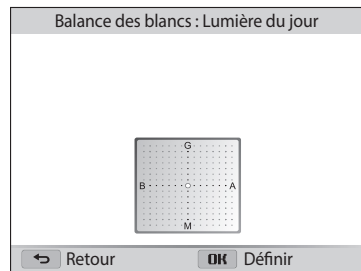 Balance des blancs : Lumière du jour
G
B A
M
Retour OK Définir